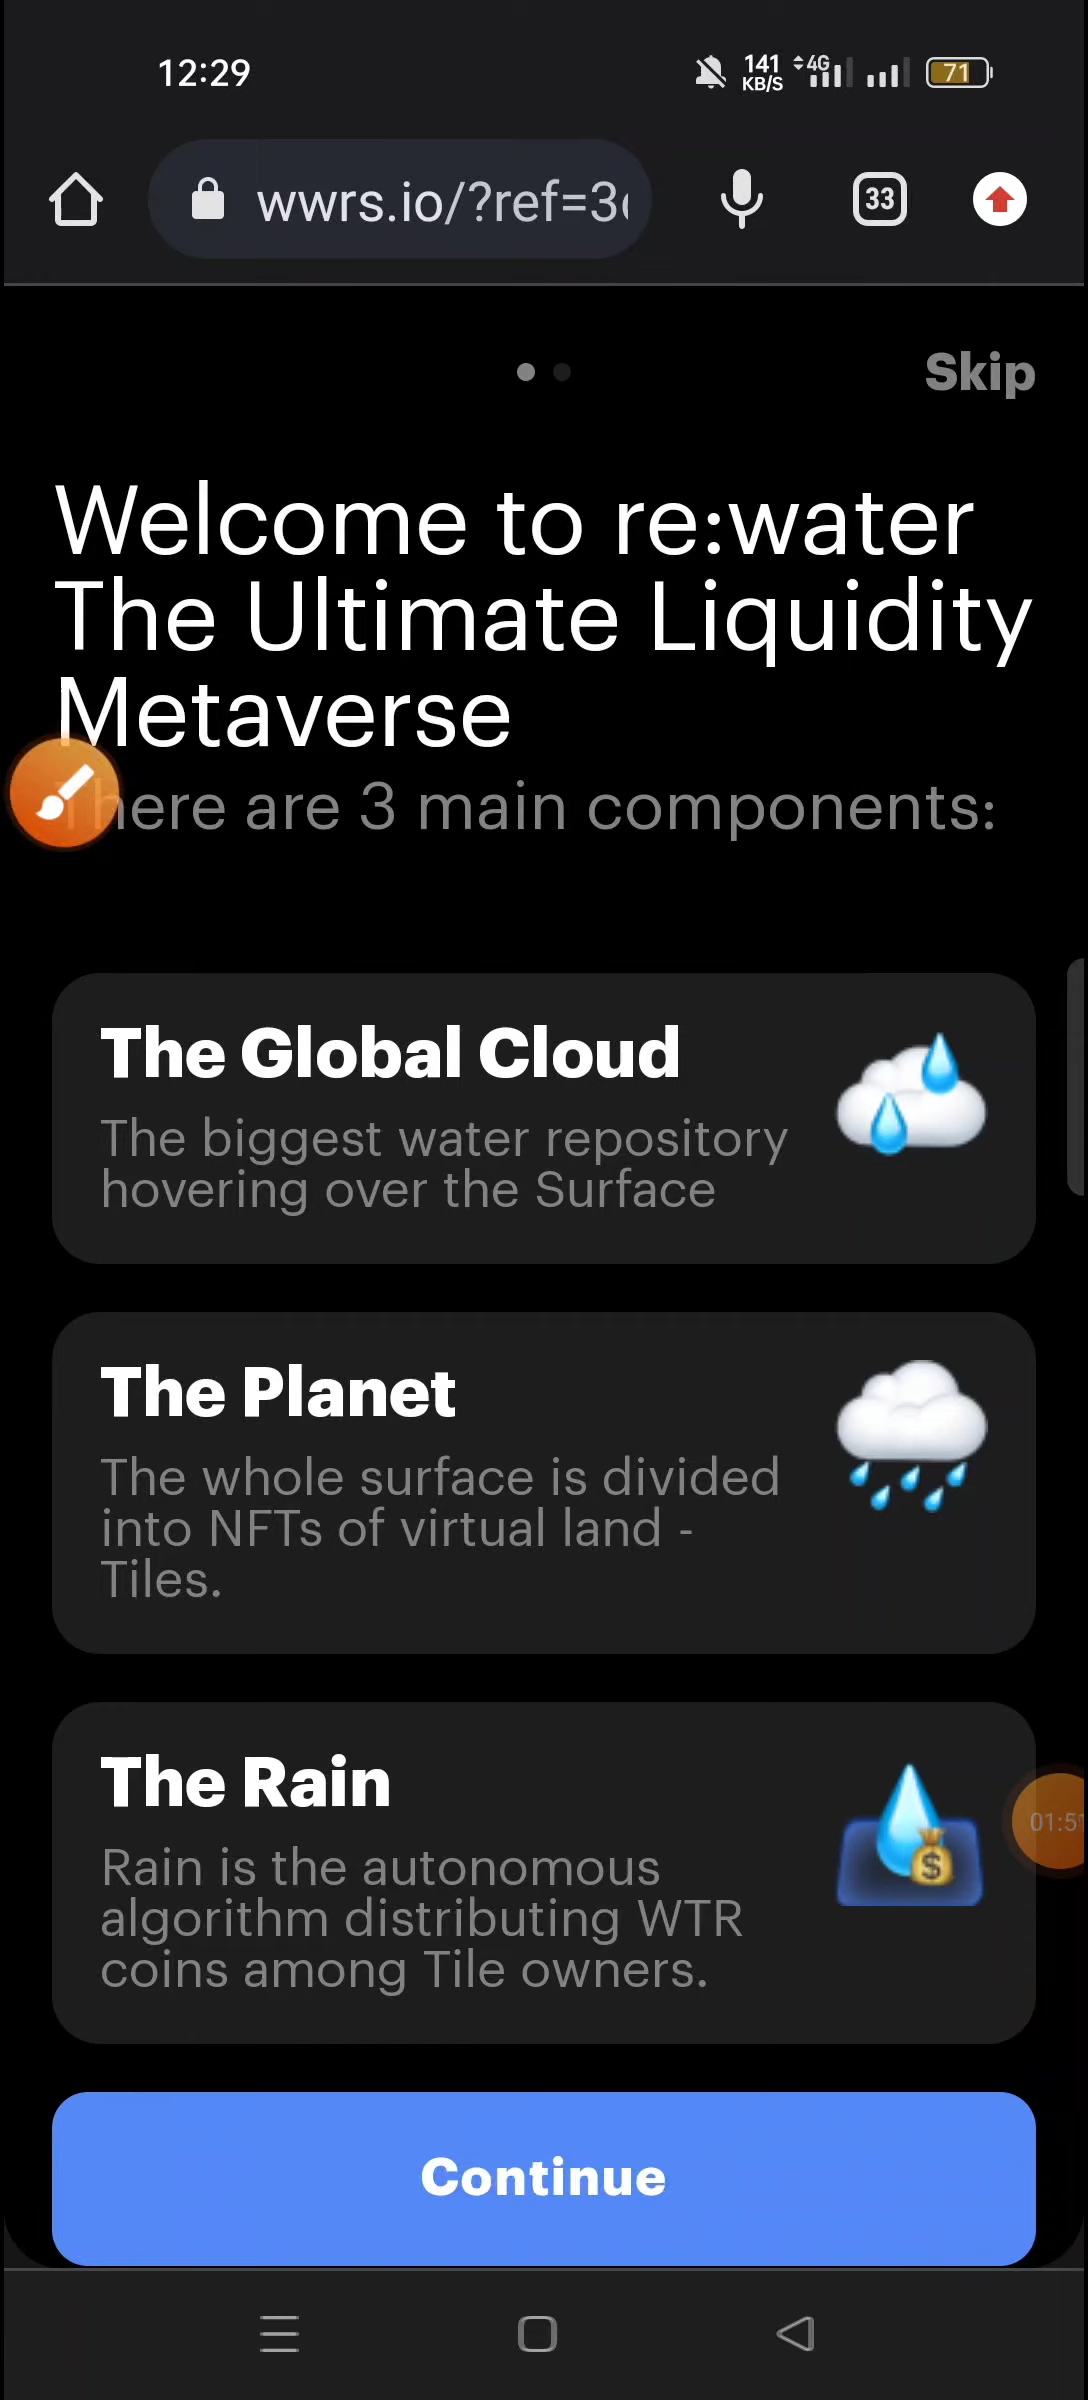 12:29
141
KB/S
4G
71
wwrs.io/?ref=3
33
Skip
Welcome to re:water
The Ultimate Liquidity
Metaverse
There are 3 main components:
The Global Cloud
The biggest water repository
hovering over the Surface
The Planet
The whole surface is divided
into NFTs of virtual land -
Tiles.
The Rain
Rain is the autonomous
algorithm distributing WTR
coins among Tile owners.
$
01:5
Continue